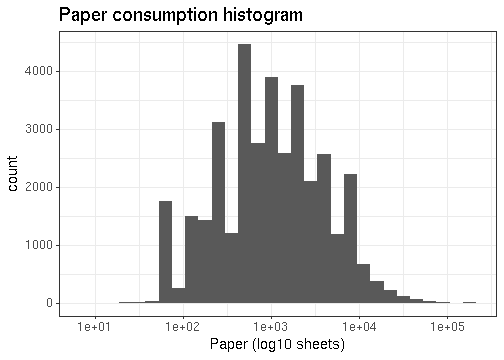 Paper consumption histogram
4000
3000
2000
1000
0
count
1e+01 1e+02 1e+03 1e+04 1e+05
Paper (log10 sheets)